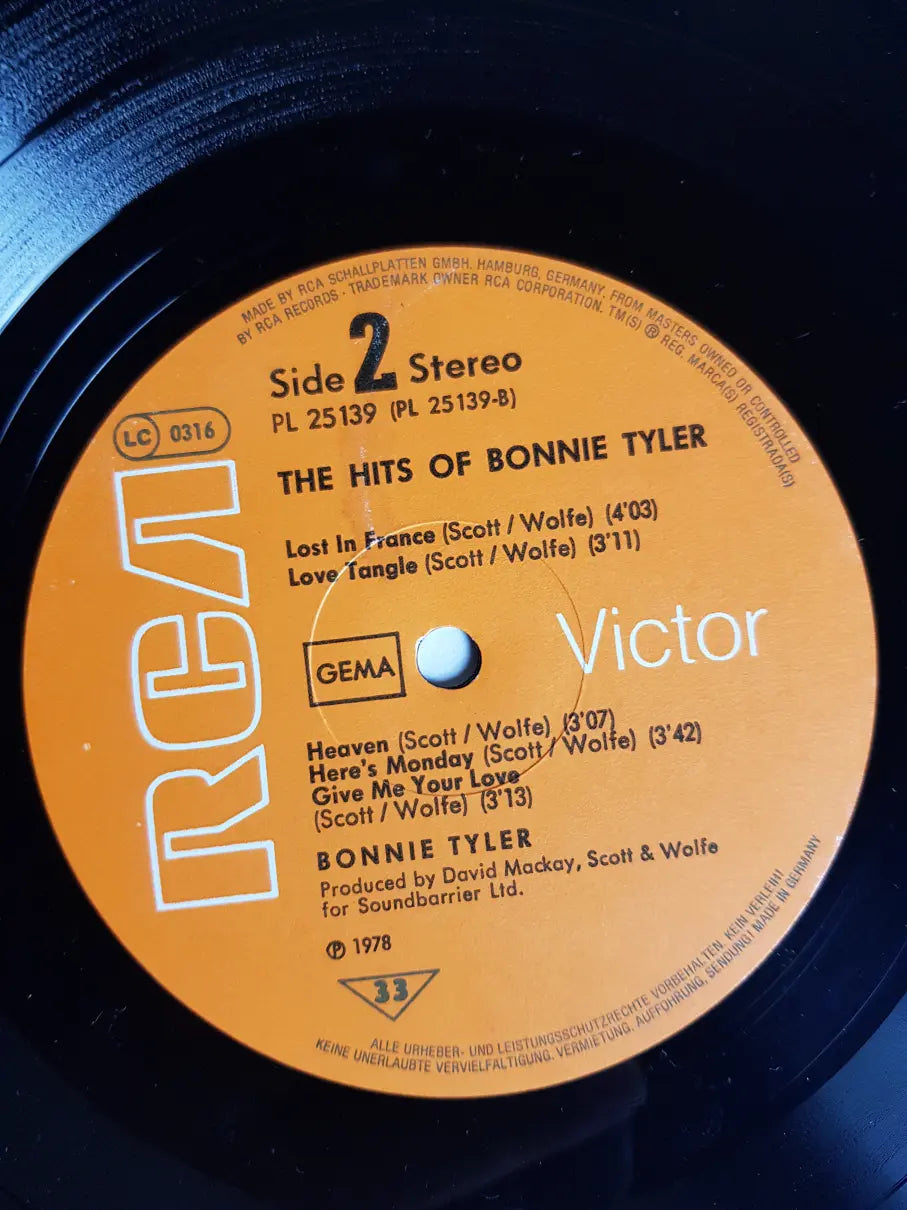 MADE BY RCA SCHALLPLATTEN GMBH. HAMBURG, GERMANY, FROM MASTERS OWNED OR CONTROLLED
BY RCA RECORDS · TRADEMARK OWNER RCA CORPORATION. TM(S) ® REG. MARCA(S) REGISTRADA(S)
Side 2 Stereo
PL 25139 (PL 25139-B)
LC 0316
THE HITS OF BONNIE TYLER
Lost In France (Scott / Wolfe) (4'03)
Love Tangle (Scott / Wolfe) (3'11)
RCA
GEMA
Victor
Heaven (Scott / Wolfe) (3'07)
Here's Monday (Scott / Wolfe) (3'42)
Give Me Your Love
(Scott / Wolfe) (3'13)
BONNIE TYLER
Produced by David Mackay, Scott & Wolfe
for Soundbarrier Ltd.
℗ 1978
33
ALLE URHEBER- UND LEISTUNGSSCHUTZRECHTE VORBEHALTEN. KEIN VERLEIH!
KEINE UNERLAUBTE VERVIELFÄLTIGUNG, VERMIETUNG, AUFFÜHRUNG, SENDUNG! MADE IN GERMANY